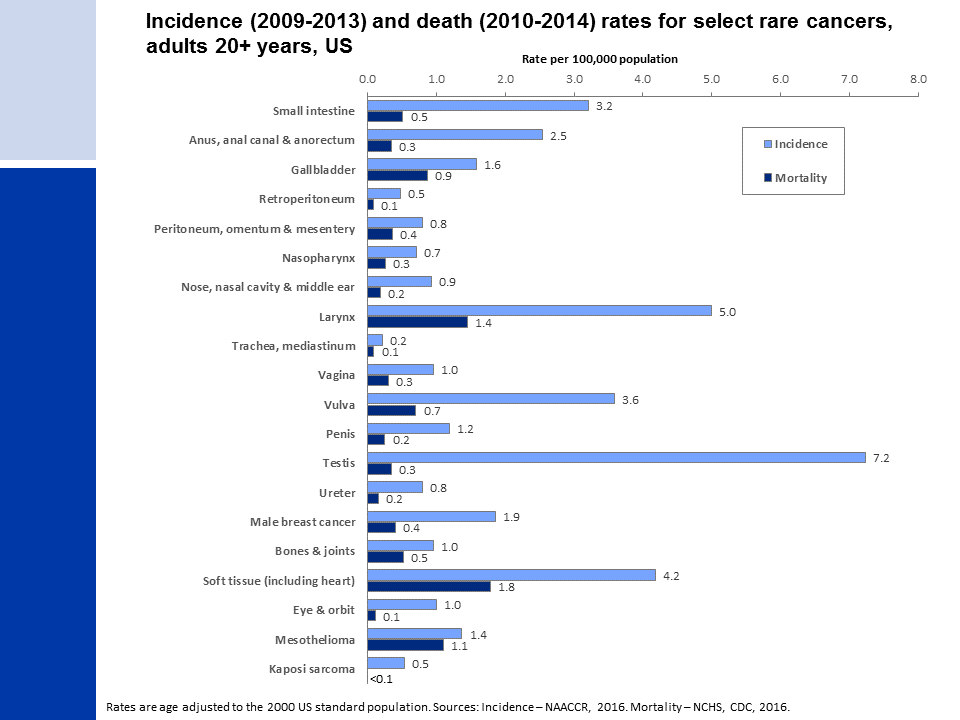 Incidence (2009-2013) and death (2010-2014) rates for select rare cancers,
adults 20+ years, US
Rate per 100,000 population
0.0 1.0 2.0 3.0 4.0 5.0 6.0 7.0 8.0
Small intestine 3.2
0.5
Anus, anal canal & anorectum 2.5
0.3
Gallbladder 1.6
0.9
Retroperitoneum 0.5
0.1
Peritoneum, omentum & mesentery 0.8
0.4
Nasopharynx 0.7
0.3
Nose, nasal cavity & middle ear 0.9
0.2
Larynx 5.0
1.4
Trachea, mediastinum 0.2
0.1
Vagina 1.0
0.3
Vulva 3.6
0.7
Penis 1.2
0.2
Testis 7.2
0.3
Ureter 0.8
0.2
Male breast cancer 1.9
0.4
Bones & joints 1.0
0.5
Soft tissue (including heart) 4.2
1.8
Eye & orbit 1.0
0.1
Mesothelioma 1.4
1.1
Kaposi sarcoma 0.5
<0.1
Incidence
Mortality
Rates are age adjusted to the 2000 US standard population. Sources: Incidence – NAACCR, 2016. Mortality – NCHS, CDC, 2016.